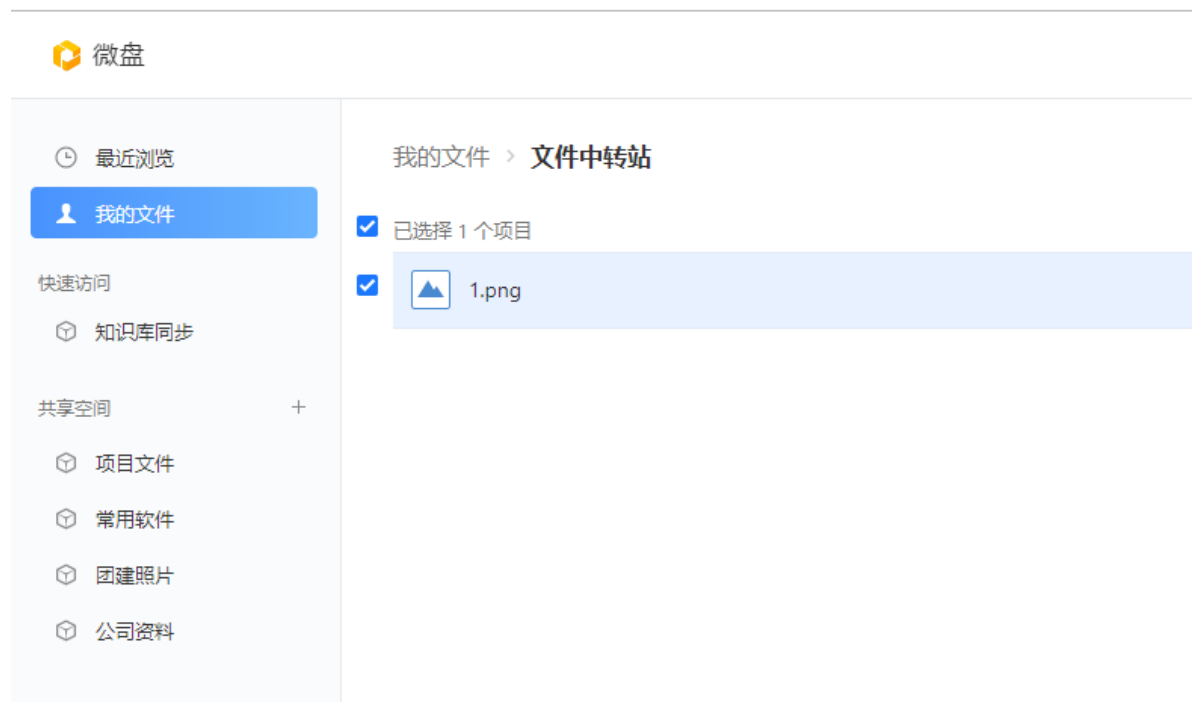 微盘
最近浏览
我的文件
快速访问
知识库同步
共享空间 +
项目文件
常用软件
团建照片
公司资料
我的文件 > 文件中转站
已选择 1 个项目
1.png